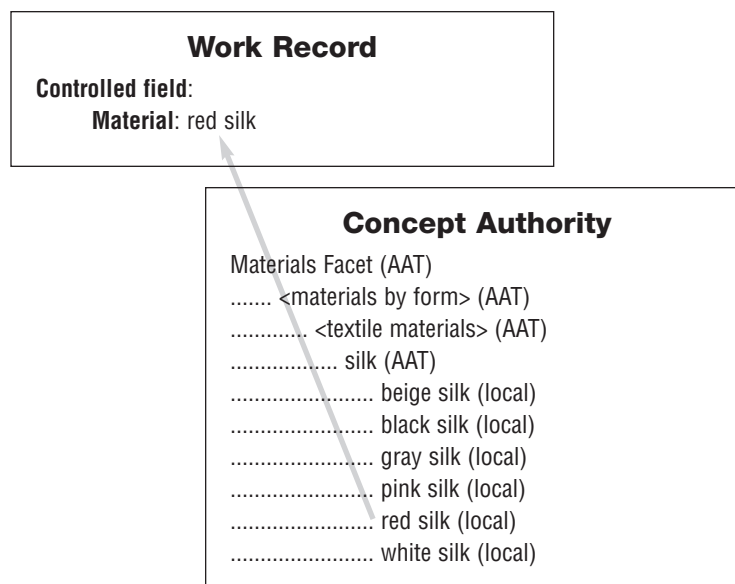 Work Record
Controlled field:
Material: red silk
Concept Authority
Materials Facet (AAT)
....... <materials by form> (AAT)
............. <textile materials> (AAT)
.................. silk (AAT)
........................ beige silk (local)
........................ black silk (local)
........................ gray silk (local)
........................ pink silk (local)
........................ red silk (local)
........................ white silk (local)